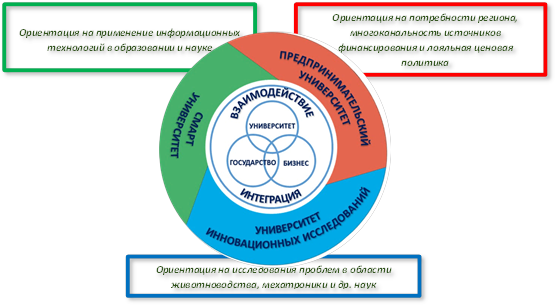 Ориентация на применение информационных
технологий в образовании и науке
Ориентация на потребности региона,
многоканальность источников
финансирования и лояльная ценовая
политика
СМАРТ
УНИВЕРСИТЕТ
ПРЕДПРИНИМАТЕЛЬСКИЙ
УНИВЕРСИТЕТ
ВЗАИМОДЕЙСТВИЕ
УНИВЕРСИТЕТ
ГОСУДАРСТВО
БИЗНЕС
ИНТЕГРАЦИЯ
УНИВЕРСИТЕТ
ИННОВАЦИОННЫХ ИССЛЕДОВАНИЙ
Ориентация на исследования проблем в области
животноводства, мехатроники и др. наук